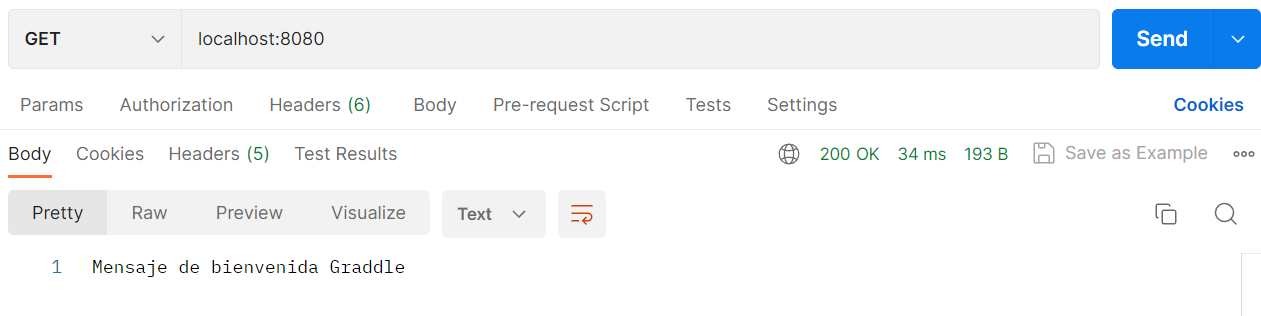 GET localhost:8080 Send
Params Authorization Headers (6) Body Pre-request Script Tests Settings Cookies
Body Cookies Headers (5) Test Results 200 OK 34 ms 193 B Save as Example
Pretty Raw Preview Visualize Text
1 Mensaje de bienvenida Graddle